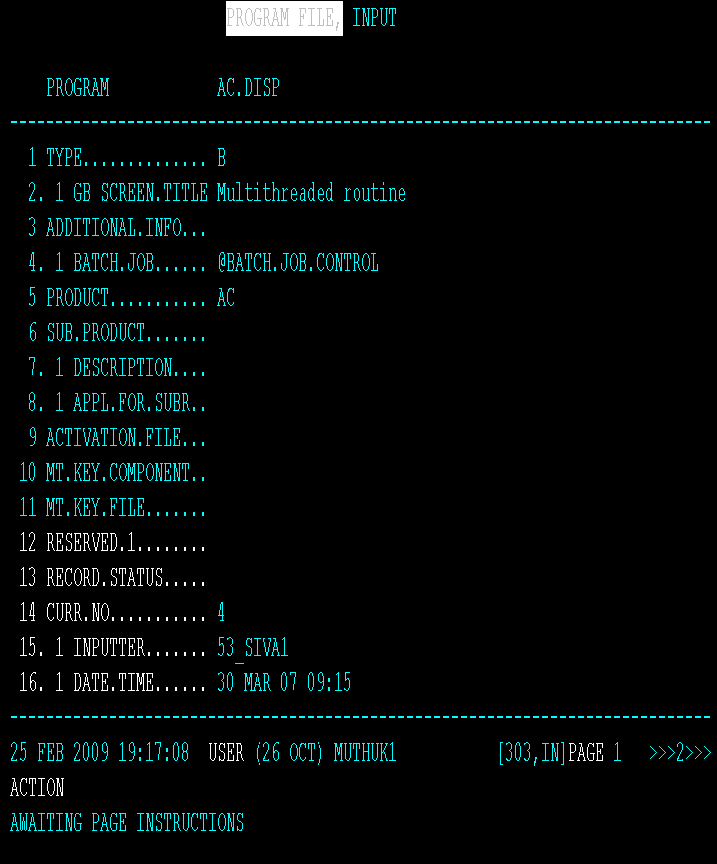 PROGRAM FILE, INPUT
PROGRAM AC.DISP
------------------------------------------------------------------------------
1 TYPE.............. B
2. 1 GB SCREEN.TITLE Multithreaded routine
3 ADDITIONAL.INFO...
4. 1 BATCH.JOB...... @BATCH.JOB.CONTROL
5 PRODUCT........... AC
6 SUB.PRODUCT.......
7. 1 DESCRIPTION....
8. 1 APPL.FOR.SUBR..
9 ACTIVATION.FILE...
10 MT.KEY.COMPONENT..
11 MT.KEY.FILE.......
12 RESERVED.1........
13 RECORD.STATUS.....
14 CURR.NO........... 4
15. 1 INPUTTER....... 53_SIVA1
16. 1 DATE.TIME...... 30 MAR 07 09:15
------------------------------------------------------------------------------
25 FEB 2009 19:17:08 USER (26 OCT) MUTHUK1 [303,IN]PAGE 1 >>>2>>>
ACTION
AWAITING PAGE INSTRUCTIONS